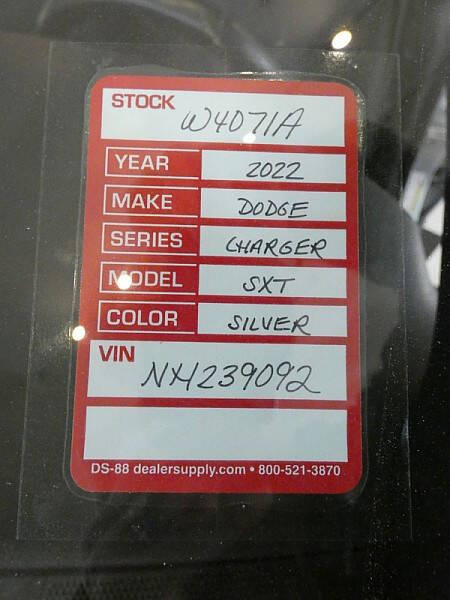 STOCK W4071A
YEAR 2022
MAKE DODGE
SERIES CHARGER
MODEL SXT
COLOR SILVER
VIN
NH239092
DS-88 dealersupply.com • 800-521-3870